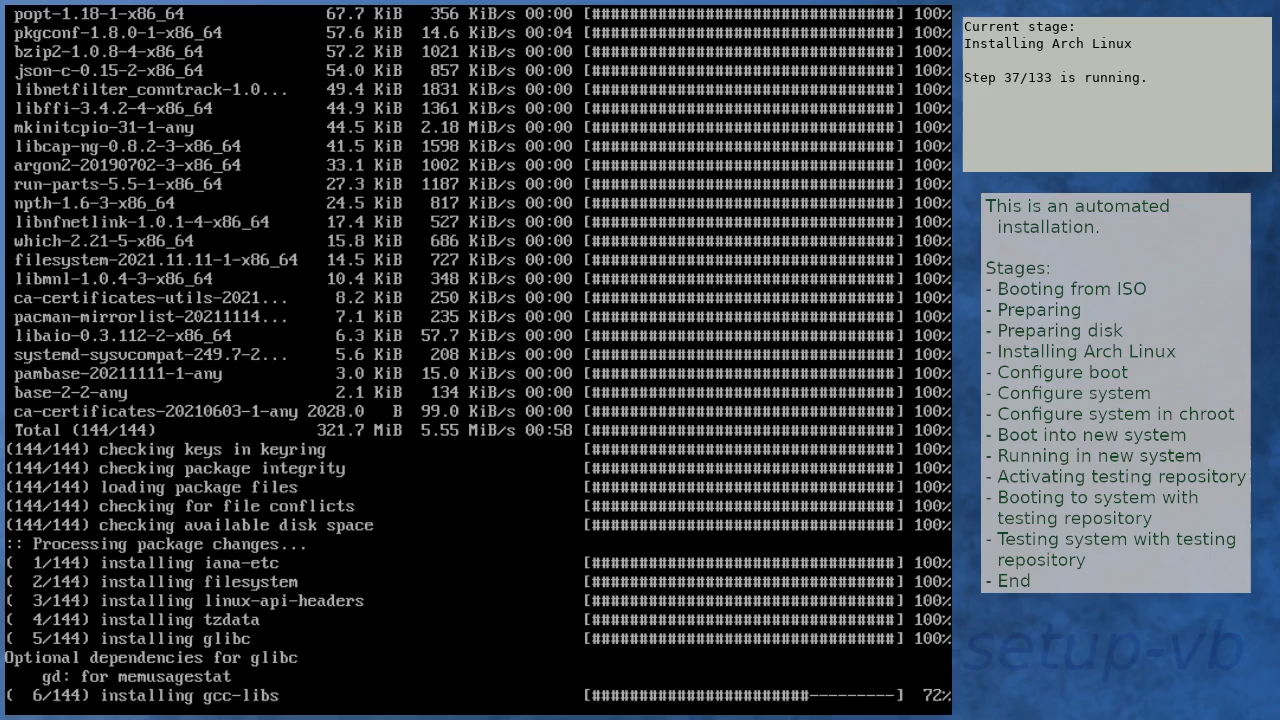 popt-1.18-1-x86_64 67.7 KiB 356 KiB/s 00:00 [################################] 100%
pkgconf-1.8.0-1-x86_64 57.6 KiB 14.6 KiB/s 00:04 [################################] 100%
bzip2-1.0.8-4-x86_64 57.2 KiB 1021 KiB/s 00:00 [################################] 100%
json-c-0.15-2-x86_64 54.0 KiB 857 KiB/s 00:00 [################################] 100%
libnetfilter_conntrack-1.0... 49.4 KiB 1831 KiB/s 00:00 [################################] 100%
libffi-3.4.2-4-x86_64 44.9 KiB 1361 KiB/s 00:00 [################################] 100%
mkinitcpio-31-1-any 44.5 KiB 2.18 MiB/s 00:00 [################################] 100%
libcap-ng-0.8.2-3-x86_64 41.5 KiB 1598 KiB/s 00:00 [################################] 100%
argon2-20190702-3-x86_64 33.1 KiB 1002 KiB/s 00:00 [################################] 100%
run-parts-5.5-1-x86_64 27.3 KiB 1187 KiB/s 00:00 [################################] 100%
npth-1.6-3-x86_64 24.5 KiB 817 KiB/s 00:00 [################################] 100%
libnfnetlink-1.0.1-4-x86_64 17.4 KiB 527 KiB/s 00:00 [################################] 100%
which-2.21-5-x86_64 15.8 KiB 686 KiB/s 00:00 [################################] 100%
filesystem-2021.11.11-1-x86_64 14.5 KiB 727 KiB/s 00:00 [################################] 100%
libmnl-1.0.4-3-x86_64 10.4 KiB 348 KiB/s 00:00 [################################] 100%
ca-certificates-utils-2021... 8.2 KiB 250 KiB/s 00:00 [################################] 100%
pacman-mirrorlist-20211114... 7.1 KiB 235 KiB/s 00:00 [################################] 100%
libaio-0.3.112-2-x86_64 6.3 KiB 57.7 KiB/s 00:00 [################################] 100%
systemd-sysvcompat-249.7-2... 5.6 KiB 208 KiB/s 00:00 [################################] 100%
pambase-20211111-1-any 3.0 KiB 15.0 KiB/s 00:00 [################################] 100%
base-2-2-any 2.1 KiB 134 KiB/s 00:00 [################################] 100%
ca-certificates-20210603-1-any 2028.0 B 99.0 KiB/s 00:00 [################################] 100%
Total (144/144) 321.7 MiB 5.55 MiB/s 00:58 [################################] 100%
(144/144) checking keys in keyring [################################] 100%
(144/144) checking package integrity [################################] 100%
(144/144) loading package files [################################] 100%
(144/144) checking for file conflicts [################################] 100%
(144/144) checking available disk space [################################] 100%
:: Processing package changes...
( 1/144) installing iana-etc [################################] 100%
( 2/144) installing filesystem [################################] 100%
( 3/144) installing linux-api-headers [################################] 100%
( 4/144) installing tzdata [################################] 100%
( 5/144) installing glibc [################################] 100%
Optional dependencies for glibc
gd: for memusagestat
( 6/144) installing gcc-libs [#######################---------] 72%
Current stage:
Installing Arch Linux
Step 37/133 is running.
This is an automated
installation.
Stages:
- Booting from ISO
- Preparing
- Preparing disk
- Installing Arch Linux
- Configure boot
- Configure system
- Configure system in chroot
- Boot into new system
- Running in new system
- Activating testing repository
- Booting to system with
testing repository
- Testing system with testing
repository
- End
setup-vb